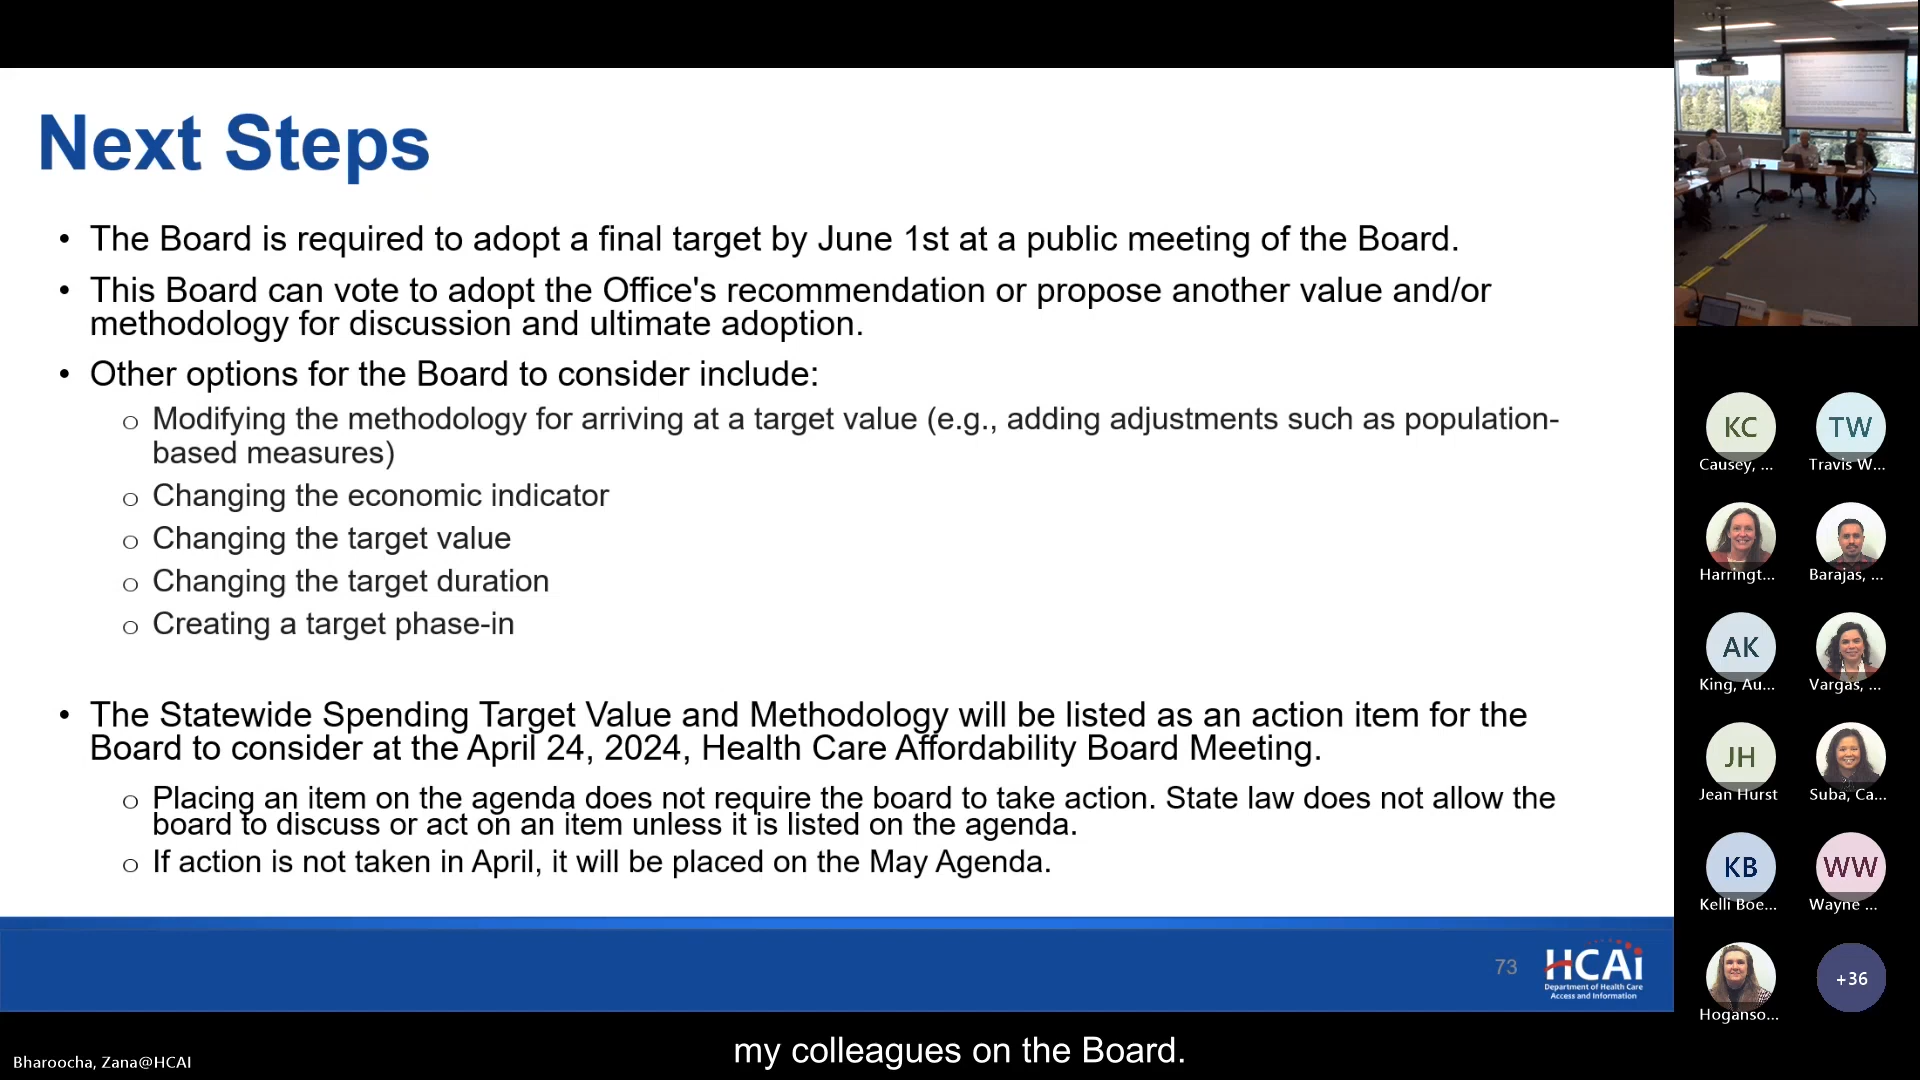 Next Steps
• The Board is required to adopt a final target by June 1st at a public meeting of the Board.
• This Board can vote to adopt the Office's recommendation or propose another value and/or
methodology for discussion and ultimate adoption.
• Other options for the Board to consider include:
o Modifying the methodology for arriving at a target value (e.g., adding adjustments such as population-
based measures)
o Changing the economic indicator
o Changing the target value
o Changing the target duration
o Creating a target phase-in
• The Statewide Spending Target Value and Methodology will be listed as an action item for the
Board to consider at the April 24, 2024, Health Care Affordability Board Meeting.
o Placing an item on the agenda does not require the board to take action. State law does not allow the
board to discuss or act on an item unless it is listed on the agenda.
o If action is not taken in April, it will be placed on the May Agenda.
73
HCAi
Department of Health Care
Access and Information
my colleagues on the Board.
Bharoocha, Zana@HCAI
KC
Causey, ...
TW
Travis W...
Harringt...
Barajas, ...
AK
King, Au...
Vargas, ...
JH
Jean Hurst
Suba, Ca...
KB
Kelli Boe...
WW
Wayne ...
Hoganso...
+36